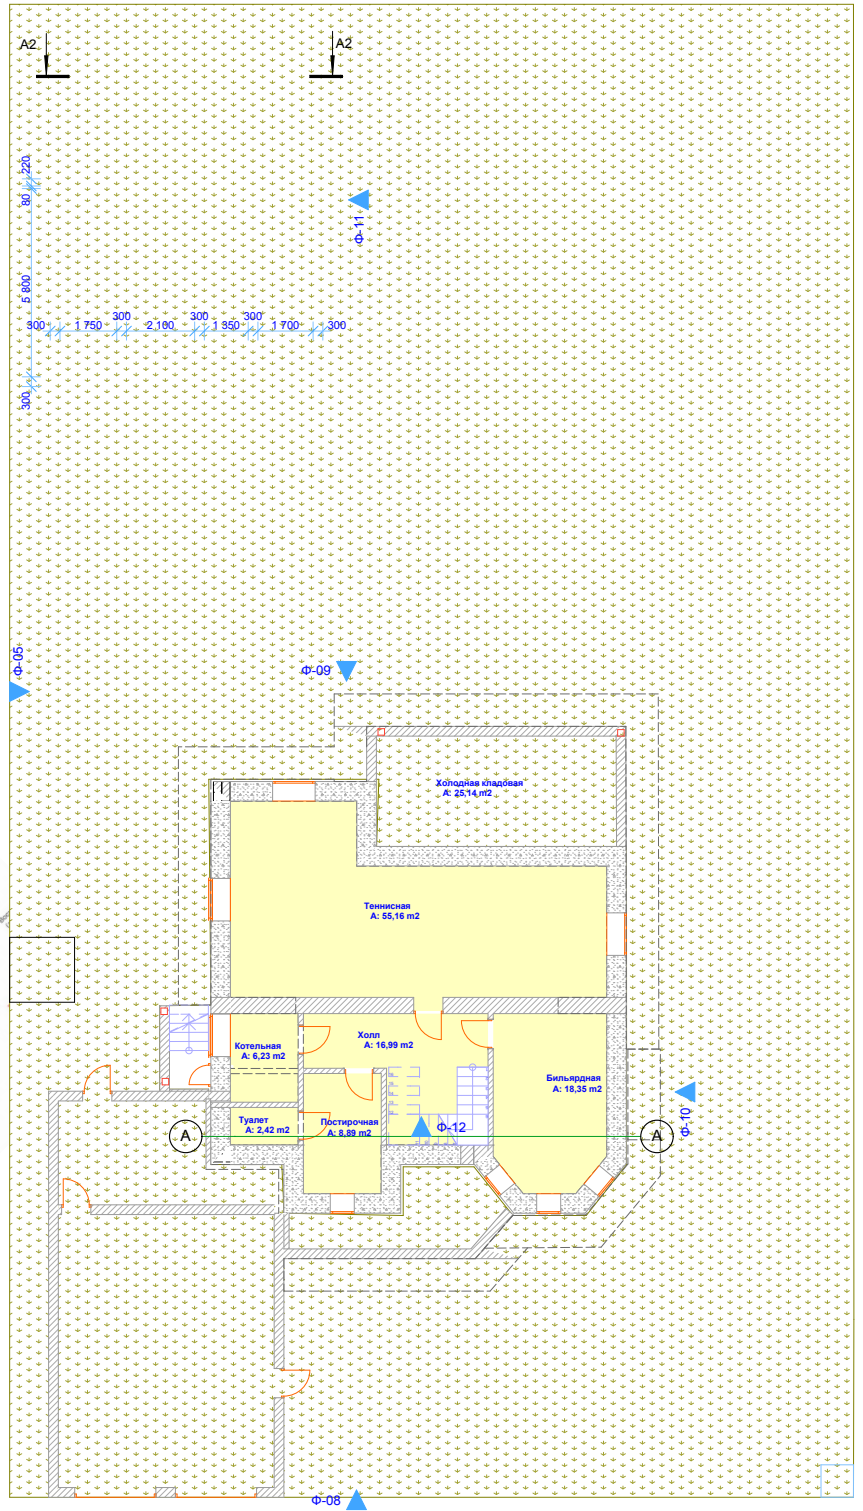 A2
A2
220
80
Ф-11
5 800
300
1 750
300
2 100
300
1 350
300
1 700
300
300
Ф-05
Ф-09
Холодная кладовая
A: 25,14 m2
Теннисная
A: 55,16 m2
Холл
A: 16,99 m2
Котельная
A: 6,23 m2
Бильярдная
A: 18,35 m2
Ф-10
Туалет
A: 2,42 m2
Постирочная
A: 8,89 m2
Ф-12
A
A
Ф-08